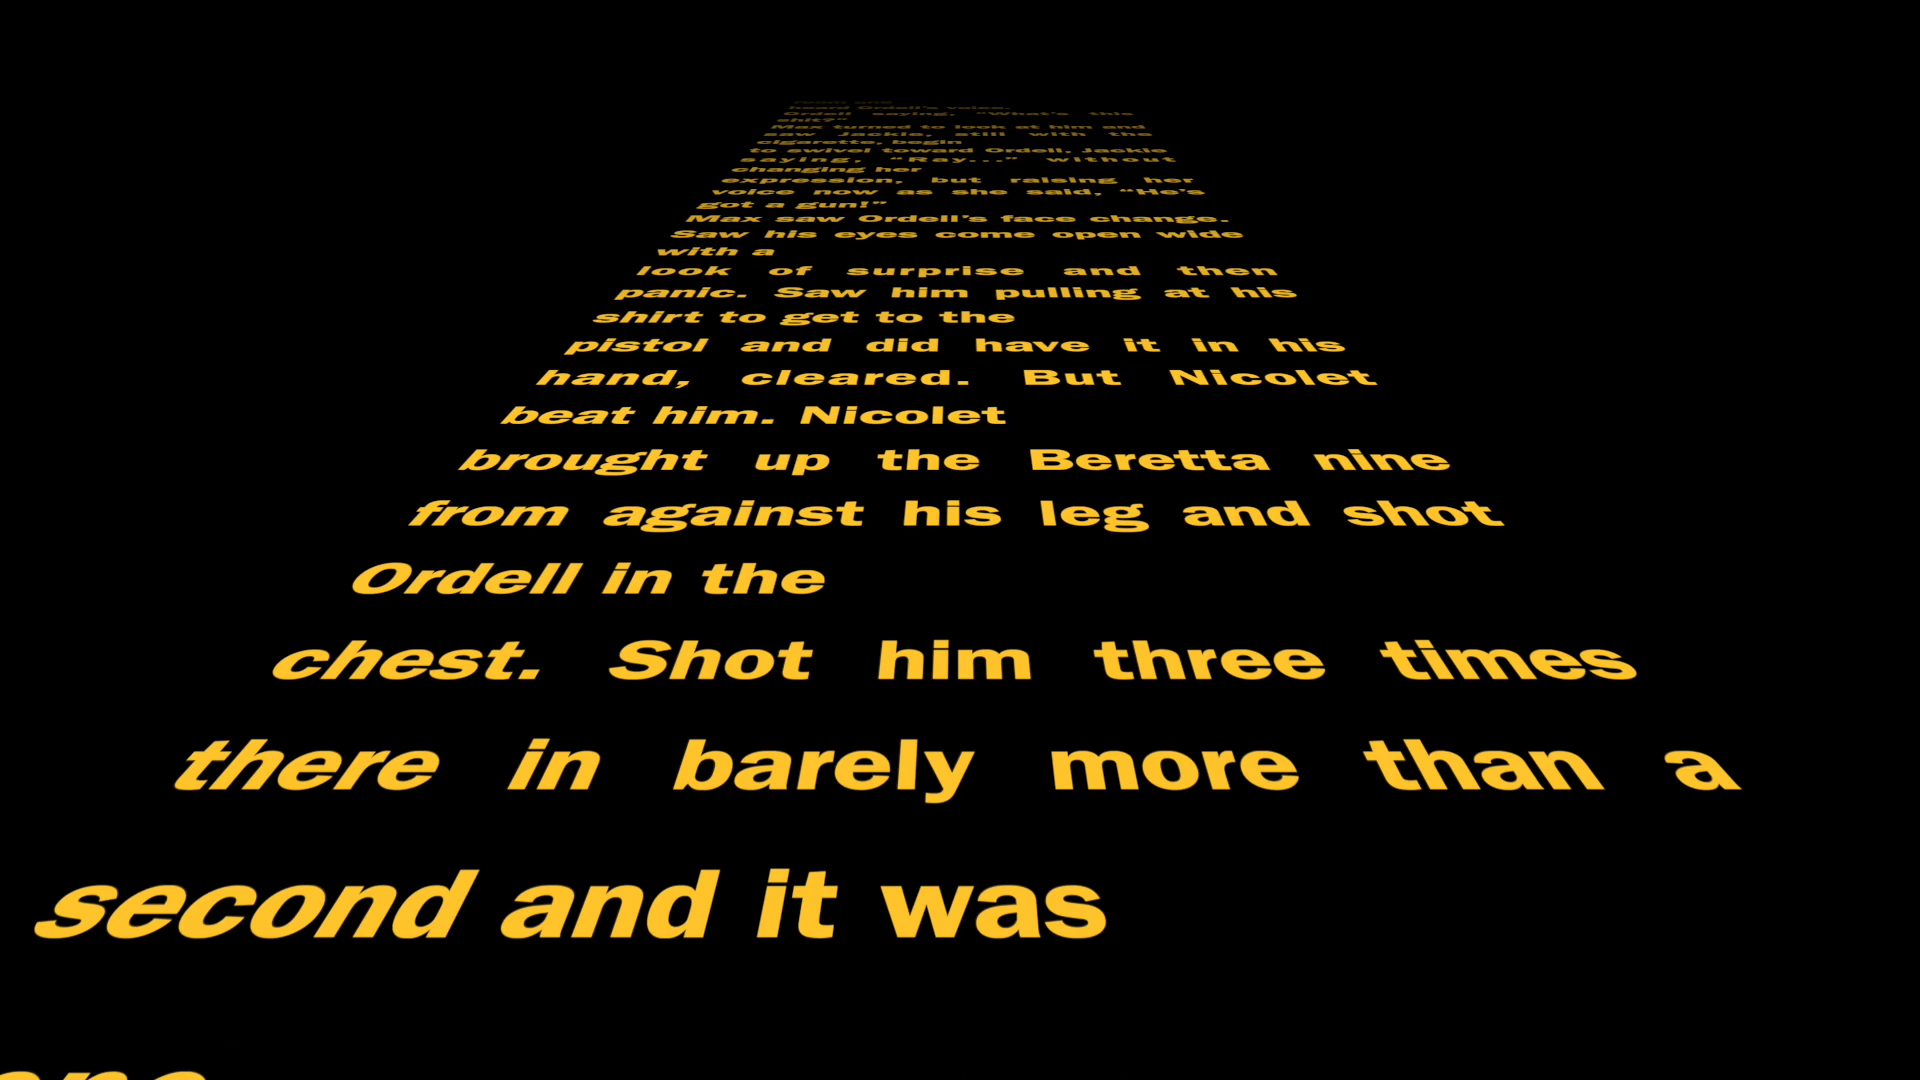 room and
heard Ordell's voice.
Ordell saying, “What's this
shit?”
Max turned to look at him and
saw Jackie, still with the
cigarette, begin
to swivel toward Ordell, Jackie
saying, “Ray...” without
changing her
expression, but raising her
voice now as she said, “He's
got a gun!”
Max saw Ordell's face change.
Saw his eyes come open wide
with a
look of surprise and then
panic. Saw him pulling at his
shirt to get to the
pistol and did have it in his
hand, cleared. But Nicolet
beat him. Nicolet
brought up the Beretta nine
from against his leg and shot
Ordell in the
chest. Shot him three times
there in barely more than a
second and it was